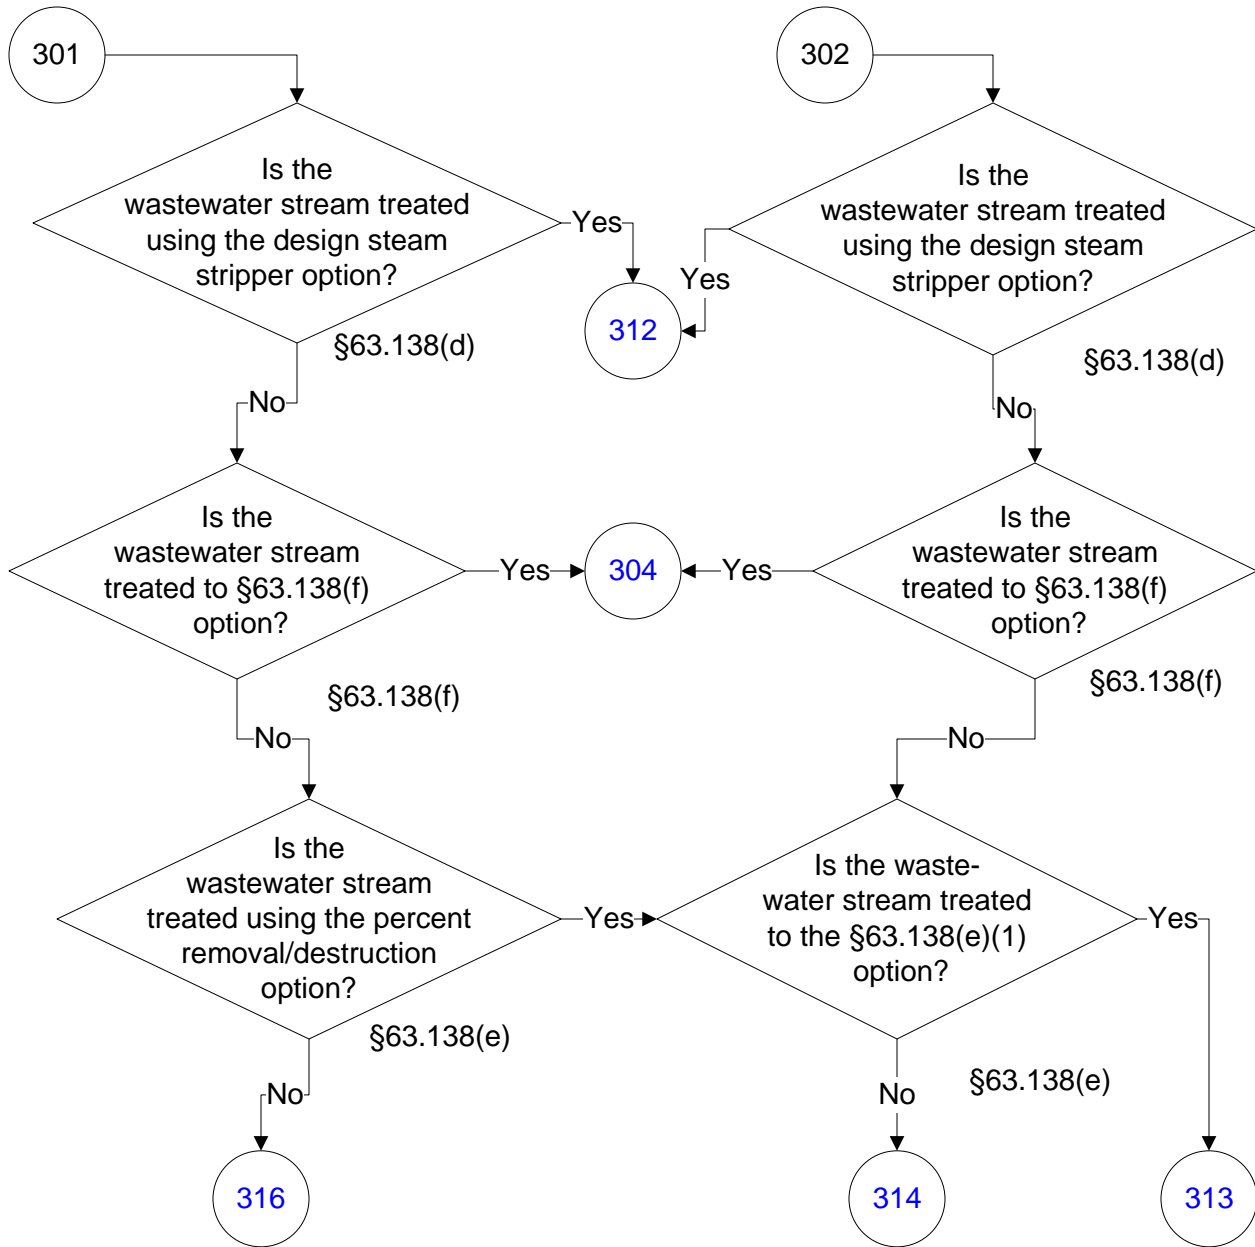 301
302
Is the
wastewater stream treated
using the design steam
stripper option?
Yes
Is the
wastewater stream treated
using the design steam
stripper option?
Yes
312
§63.138(d)
§63.138(d)
No
No
Is the
wastewater stream
treated to §63.138(f)
option?
Yes
304
Yes
Is the
wastewater stream
treated to §63.138(f)
option?
§63.138(f)
§63.138(f)
No
No
Is the
wastewater stream
treated using the percent
removal/destruction
option?
Yes
Is the waste-
water stream treated
to the §63.138(e)(1)
option?
Yes
§63.138(e)
§63.138(e)
No
No
316
314
313